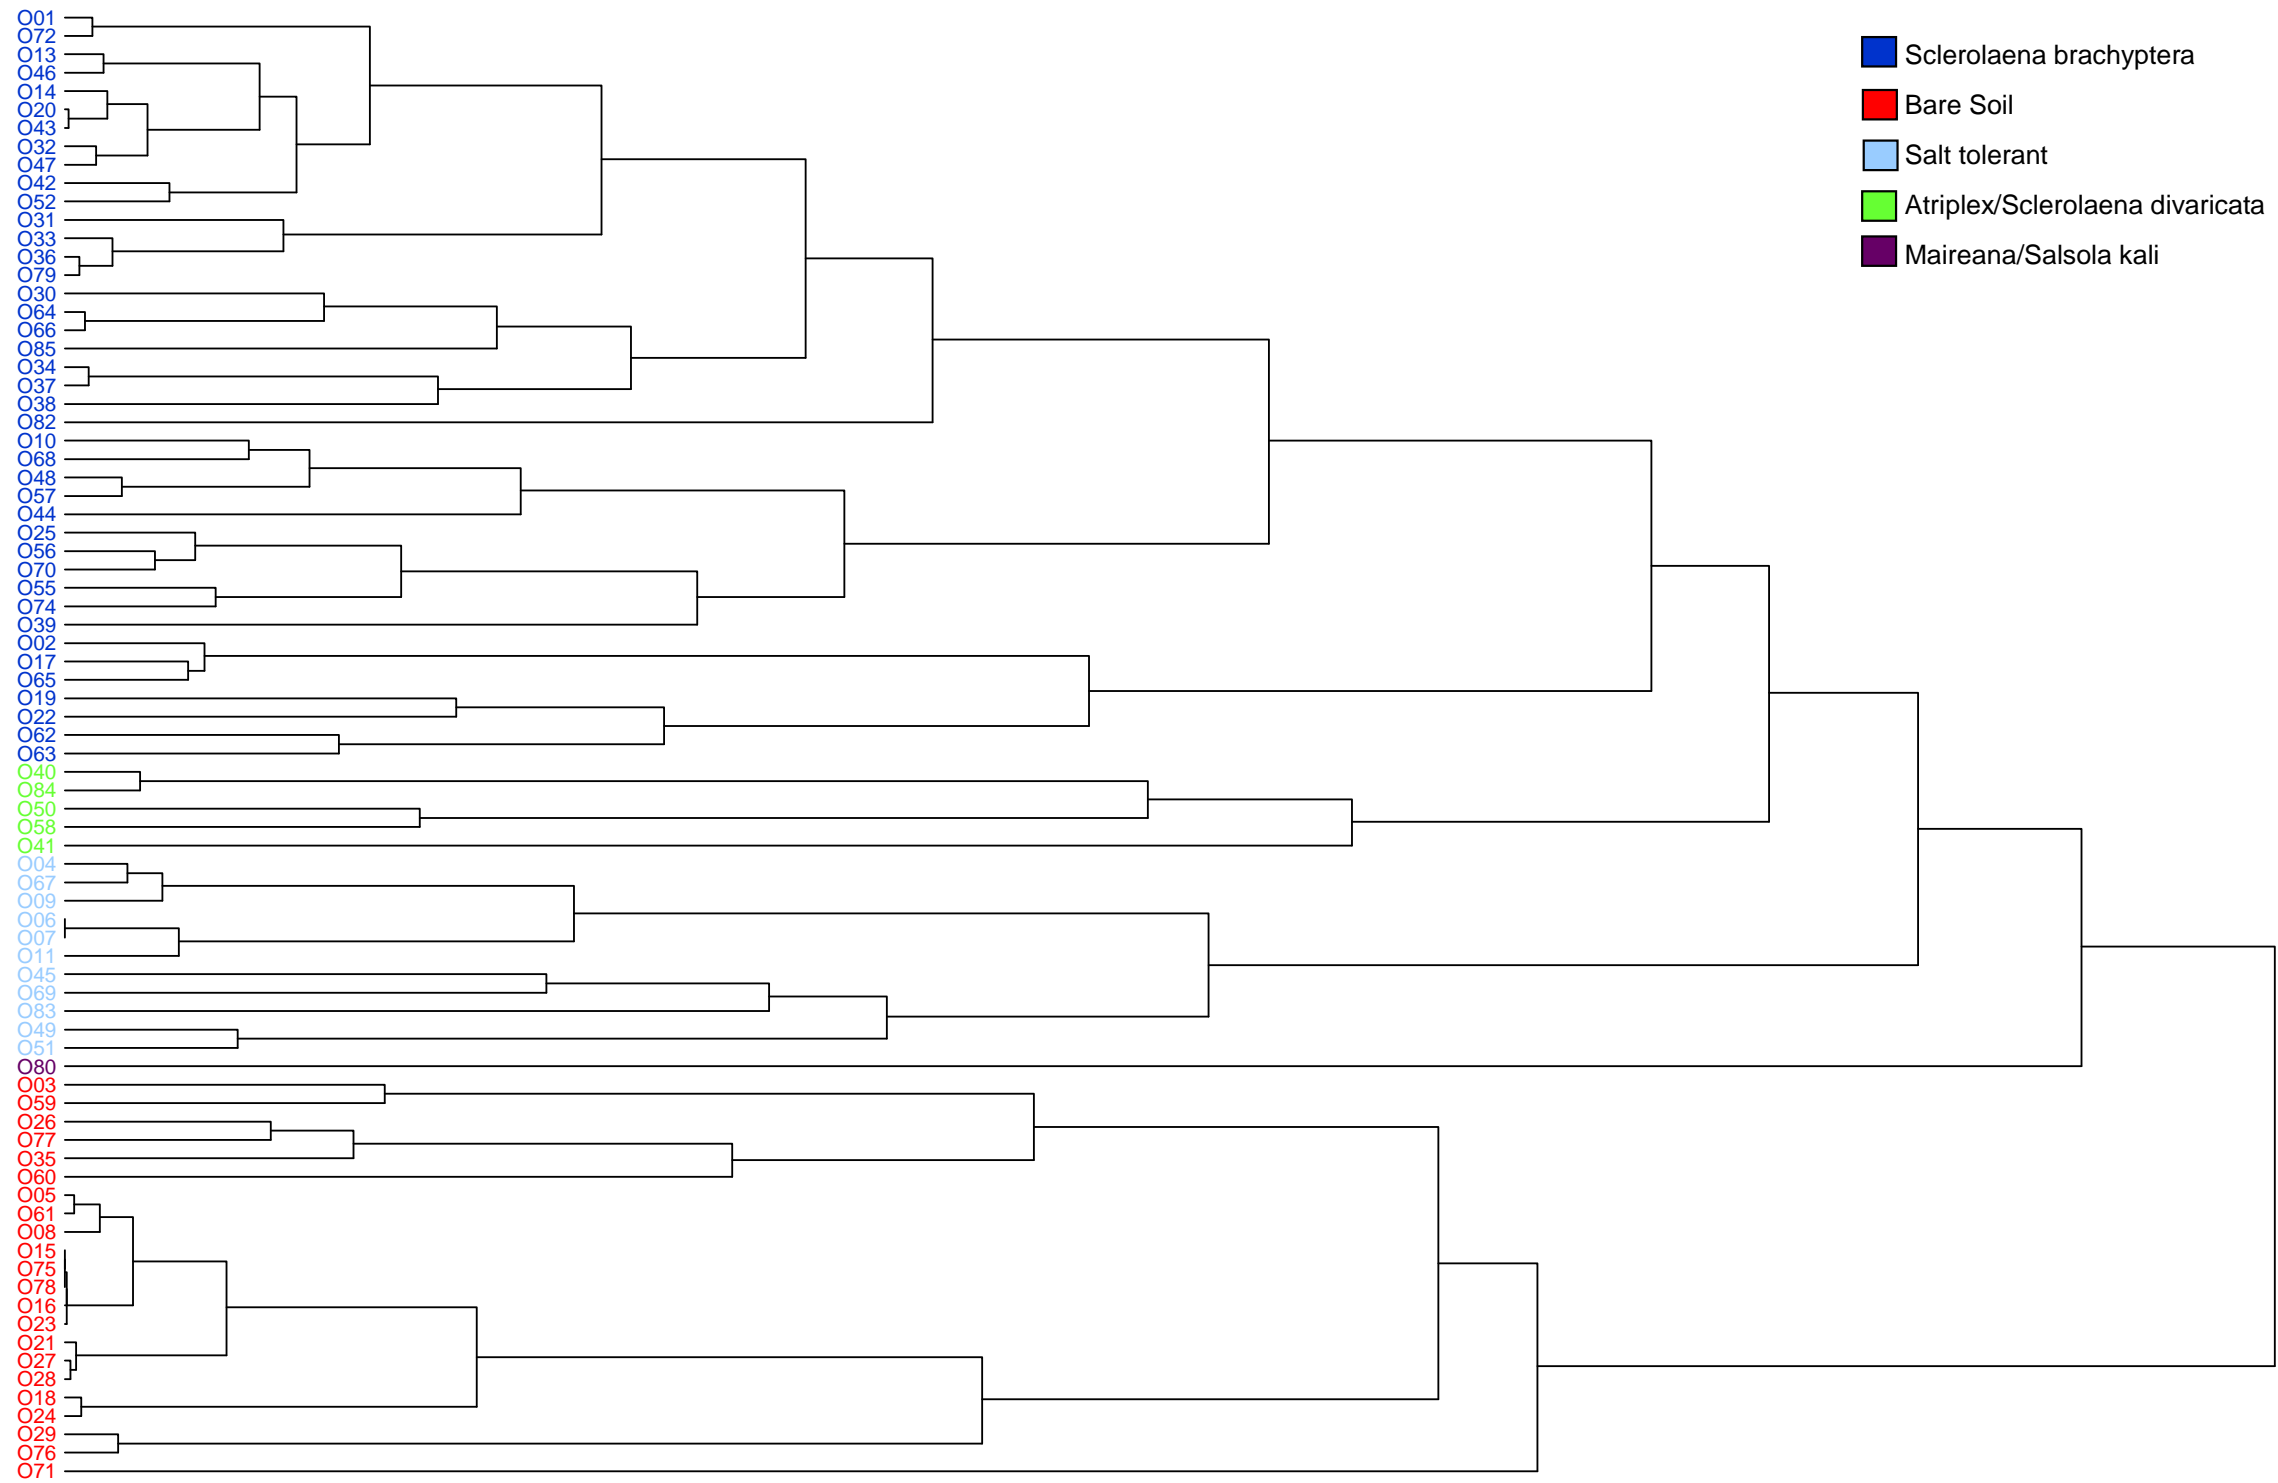 O01
O72
O13
O46
O14
O20
O43
O32
O47
O42
O52
O31
O33
O36
O79
O30
O64
O66
O85
O34
O37
O38
O82
O10
O68
O48
O57
O44
O25
O56
O70
O55
O74
O39
O02
O17
O65
O19
O22
O62
O63
O40
O84
O50
O58
O41
O04
O67
O09
O06
O07
O11
O45
O69
O83
O49
O51
O80
O03
O59
O26
O77
O35
O60
O05
O61
O08
O15
O75
O78
O16
O23
O21
O27
O28
O18
O24
O29
O76
O71
Sclerolaena brachyptera
Bare Soil
Salt tolerant
Atriplex/Sclerolaena divaricata
Maireana/Salsola kali